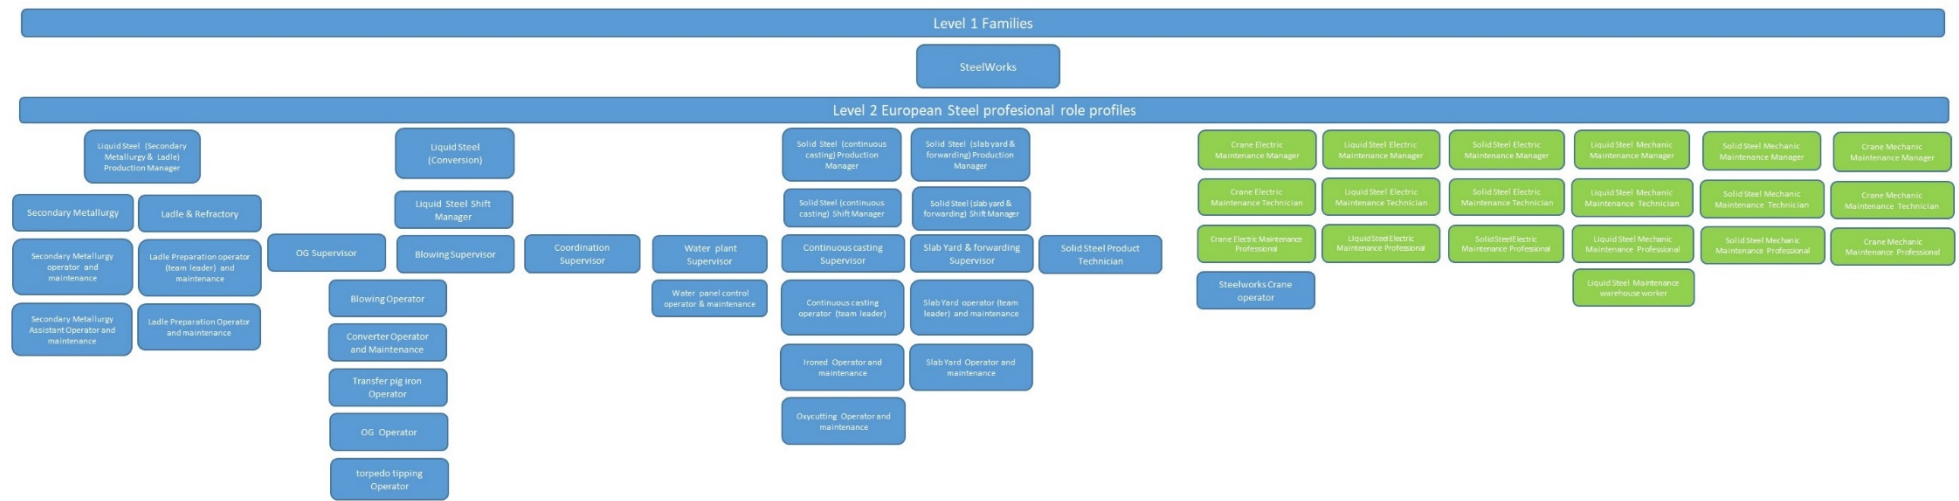 Level 1 Families
SteelWorks
Level 2 European Steel profesional role profiles
Liquid Steel (Secondary
Metallurgy & Ladle)
Production Manager
Liquid Steel
(Conversion)
Solid Steel (continuous
casting) Production
Manager
Solid Steel (slab yard &
forwarding) Production
Manager
Crane Electric
Maintenance Manager
Liquid Steel Electric
Maintenance Manager
Solid Steel Electric
Maintenance Manager
Liquid Steel Mechanic
Maintenance Manager
Solid Steel Mechanic
Maintenance Manager
Crane Mechanic
Maintenance Manager
Secondary Metallurgy
Ladle & Refractory
Liquid Steel Shift
Manager
Solid Steel (continuous
casting) Shift Manager
Solid Steel (slab yard &
forwarding) Shift Manager
Crane Electric
Maintenance Technician
Liquid Steel Electric
Maintenance Technician
Solid Steel Electric
Maintenance Technician
Liquid Steel Mechanic
Maintenance Technician
Solid Steel Mechanic
Maintenance Technician
Crane Mechanic
Maintenance Technician
Secondary Metallurgy
operator and
maintenance
Ladle Preparation operator
(team leader) and
maintenance
OG Supervisor
Blowing Supervisor
Coordination
Supervisor
Water plant
Supervisor
Continuous casting
Supervisor
Slab Yard & forwarding
Supervisor
Solid Steel Product
Technician
Crane Electric Maintenance
Professional
Liquid Steel Electric
Maintenance Professional
Solid Steel Electric
Maintenance Professional
Liquid Steel Mechanic
Maintenance Professional
Solid Steel Mechanic
Maintenance Professional
Crane Mechanic
Maintenance Professional
Secondary Metallurgy
Assistant Operator and
maintenance
Ladle Preparation Operator
and maintenance
Blowing Operator
Water panel control
operator & maintenance
Continuous casting
operator (team leader)
Slab Yard operator (team
leader) and maintenance
Steelworks Crane
operator
Liquid Steel Maintenance
warehouse worker
Converter Operator
and Maintenance
Ironed Operator and
maintenance
Slab Yard Operator and
maintenance
Transfer pig iron
Operator
Oxycutting Operator and
maintenance
OG Operator
torpedo tipping
Operator